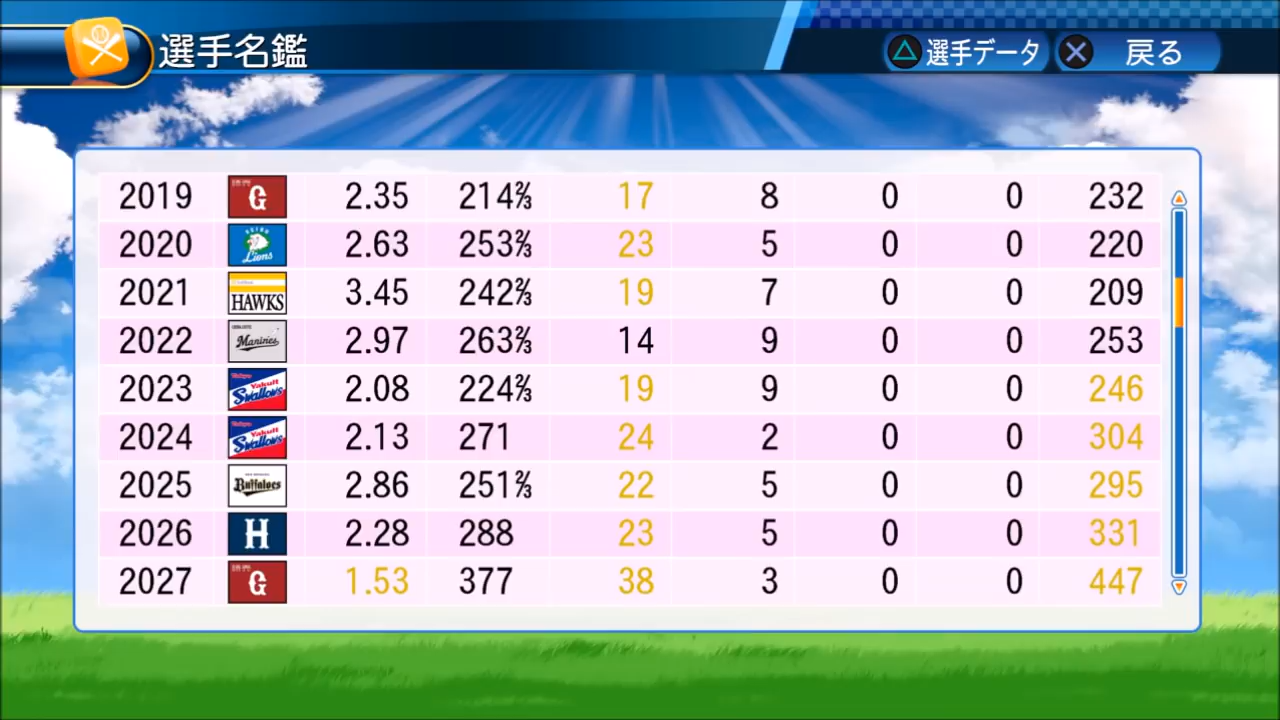 選手名鑑 選手データ 戻る
2019 G 2.35 214⅔ 17 8 0 0 232
2020 Lions 2.63 253⅔ 23 5 0 0 220
2021 HAWKS 3.45 242⅔ 19 7 0 0 209
2022 Marines 2.97 263⅔ 14 9 0 0 253
2023 Yakult Swallows 2.08 224⅔ 19 9 0 0 246
2024 Yakult Swallows 2.13 271 24 2 0 0 304
2025 Buffaloes 2.86 251⅓ 22 5 0 0 295
2026 H 2.28 288 23 5 0 0 331
2027 G 1.53 377 38 3 0 0 447